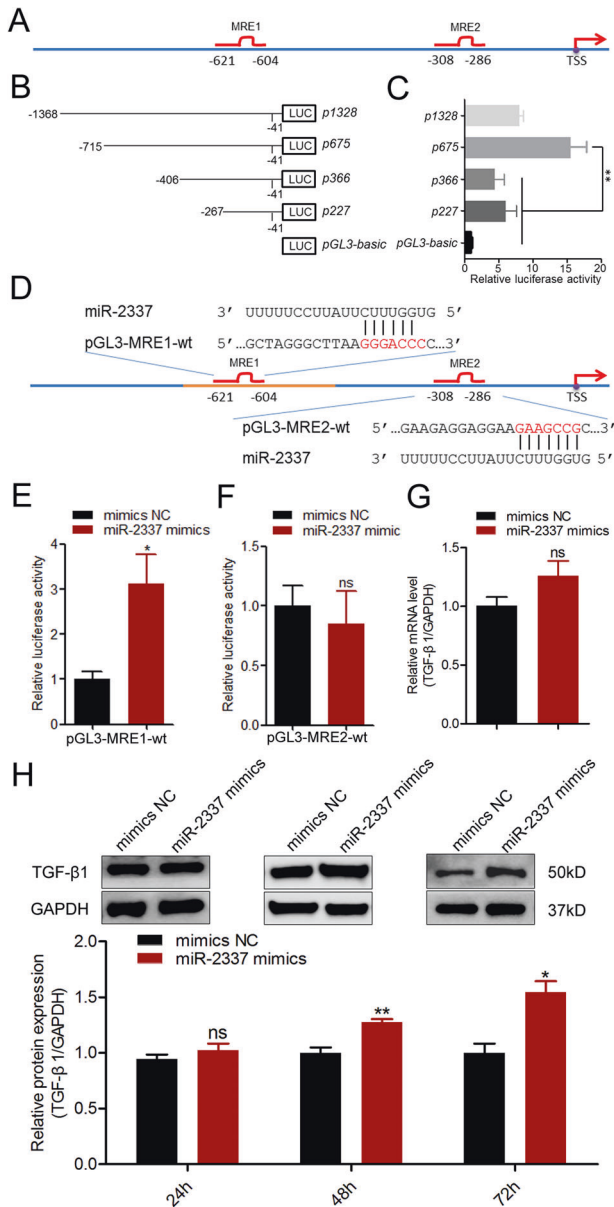 A
MRE1 MRE2
-621 -604 -308 -286 TSS
B
-1368 -41 LUC p1328
-715 -41 LUC p675
-406 -41 LUC p366
-267 -41 LUC p227
LUC pGL3-basic
C
p1328
p675
p366
p227
pGL3-basic
**
0 5 10 15 20
Relative luciferase activity
D
miR-2337 3′ UUUUUCCUUAUUCUUUGGUG 5′
pGL3-MRE1-wt 5′…GCTAGGGCTTAAGGGACCCC…3′
MRE1 MRE2
-621 -604 -308 -286 TSS
pGL3-MRE2-wt 5′…GAAGAGGAGGAAGAAGCCGC…3′
miR-2337 3′ UUUUUCCUUAUUCUUUGGUG 5′
E
mimics NC
miR-2337 mimics
Relative luciferase activity
5
4
3
2
1
0
*
pGL3-MRE1-wt
F
mimics NC
miR-2337 mimic
Relative luciferase activity
1.5
1.0
0.5
0.0
ns
pGL3-MRE2-wt
G
mimics NC
miR-2337 mimics
Relative mRNA level
(TGF-β 1/GAPDH)
1.5
1.0
0.5
0.0
ns
H
mimics NC miR-2337 mimics mimics NC miR-2337 mimics mimics NC miR-2337 mimics
TGF-β1 50kD
GAPDH 37kD
mimics NC
miR-2337 mimics
Relative protein expression
(TGF-β 1/GAPDH)
2.0
1.5
1.0
0.5
0.0
ns ** *
24h 48h 72h